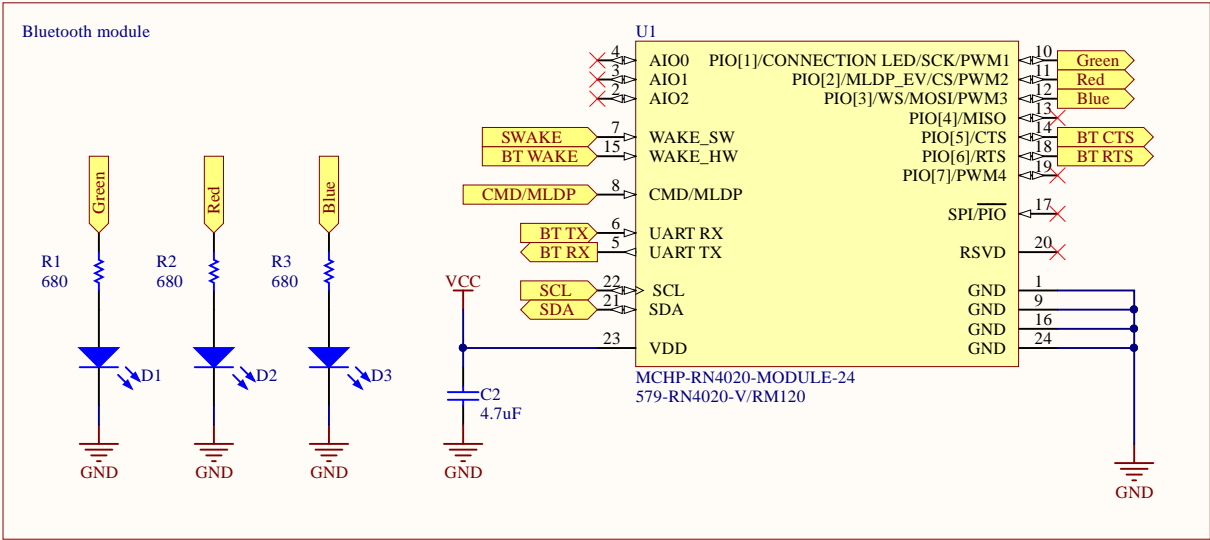 Bluetooth module
U1
4 AIO0 PIO[1]/CONNECTION LED/SCK/PWM1 10 Green
3 AIO1 PIO[2]/MLDP_EV/CS/PWM2 11 Red
2 AIO2 PIO[3]/WS/MOSI/PWM3 12 Blue
PIO[4]/MISO 13
SWAKE 7 WAKE_SW PIO[5]/CTS 14 BT CTS
BT WAKE 15 WAKE_HW PIO[6]/RTS 18 BT RTS
PIO[7]/PWM4 19
CMD/MLDP 8 CMD/MLDP
SPI/PIO 17
BT TX 6 UART RX
BT RX 5 UART TX RSVD 20
SCL 22 SCL GND 1
SDA 21 SDA GND 9
GND 16
23 VDD GND 24
MCHP-RN4020-MODULE-24
579-RN4020-V/RM120
VCC
C2
4.7uF
GND
GND
Green Red Blue
R1 R2 R3
680 680 680
D1 D2 D3
GND GND GND